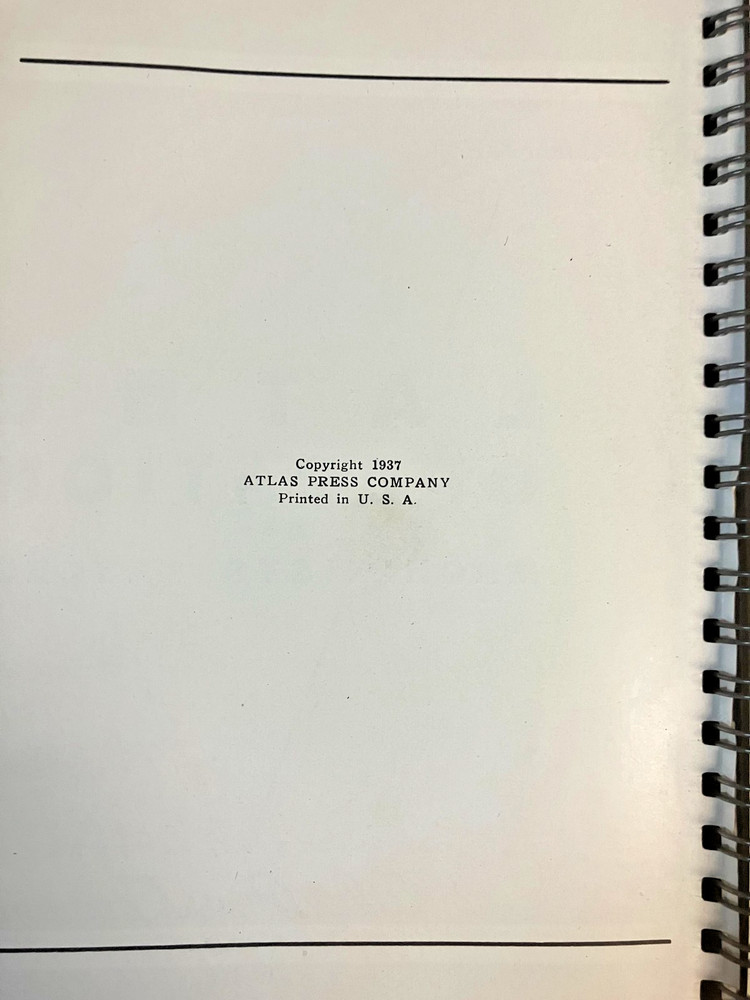 Copyright 1937
ATLAS PRESS COMPANY
Printed in U. S. A.